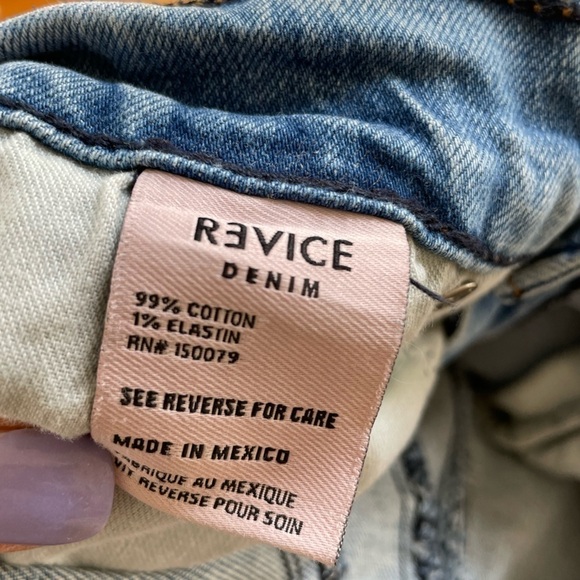 RƎVICE
DENIM
99% COTTON
1% ELASTIN
RN# 150079
SEE REVERSE FOR CARE
MADE IN MEXICO
AU MEXIQUE
REVERSE POUR SOIN